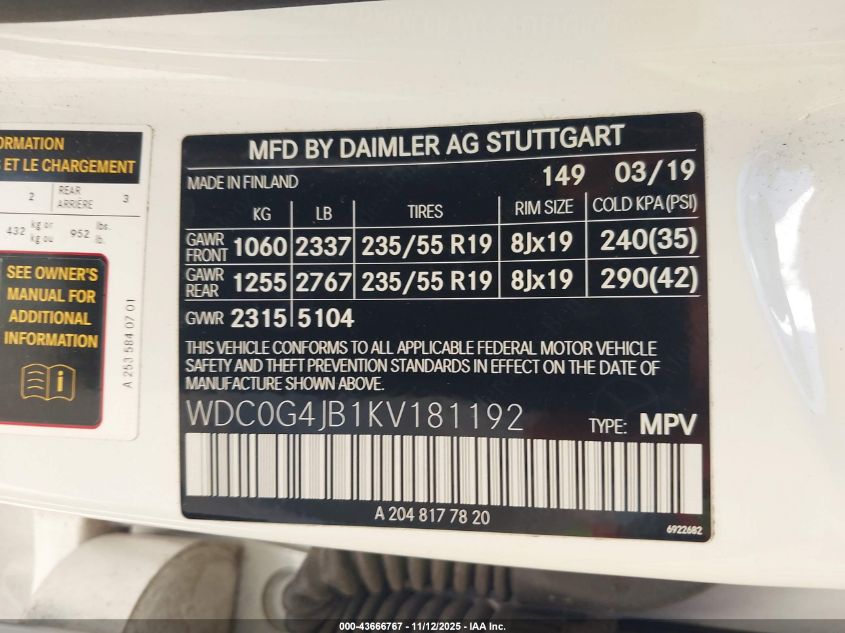 ORMATION
S ET LE CHARGEMENT
2 REAR ARRIÈRE 3
432 kg or kg ou 952 lbs. lb.
SEE OWNER'S
MANUAL FOR
ADDITIONAL
INFORMATION
i
A 253 584 07 01
MFD BY DAIMLER AG STUTTGART
MADE IN FINLAND 149 03/19
KG LB TIRES RIM SIZE COLD KPA (PSI)
GAWR FRONT 1060 2337 235/55 R19 8Jx19 240(35)
GAWR REAR 1255 2767 235/55 R19 8Jx19 290(42)
GVWR 2315 5104
THIS VEHICLE CONFORMS TO ALL APPLICABLE FEDERAL MOTOR VEHICLE
SAFETY AND THEFT PREVENTION STANDARDS IN EFFECT ON THE DATE OF
MANUFACTURE SHOWN ABOVE.
WDC0G4JB1KV181192 TYPE: MPV
A 204 817 78 20
6922682
000-43666767 - 11/12/2025 - IAA Inc.